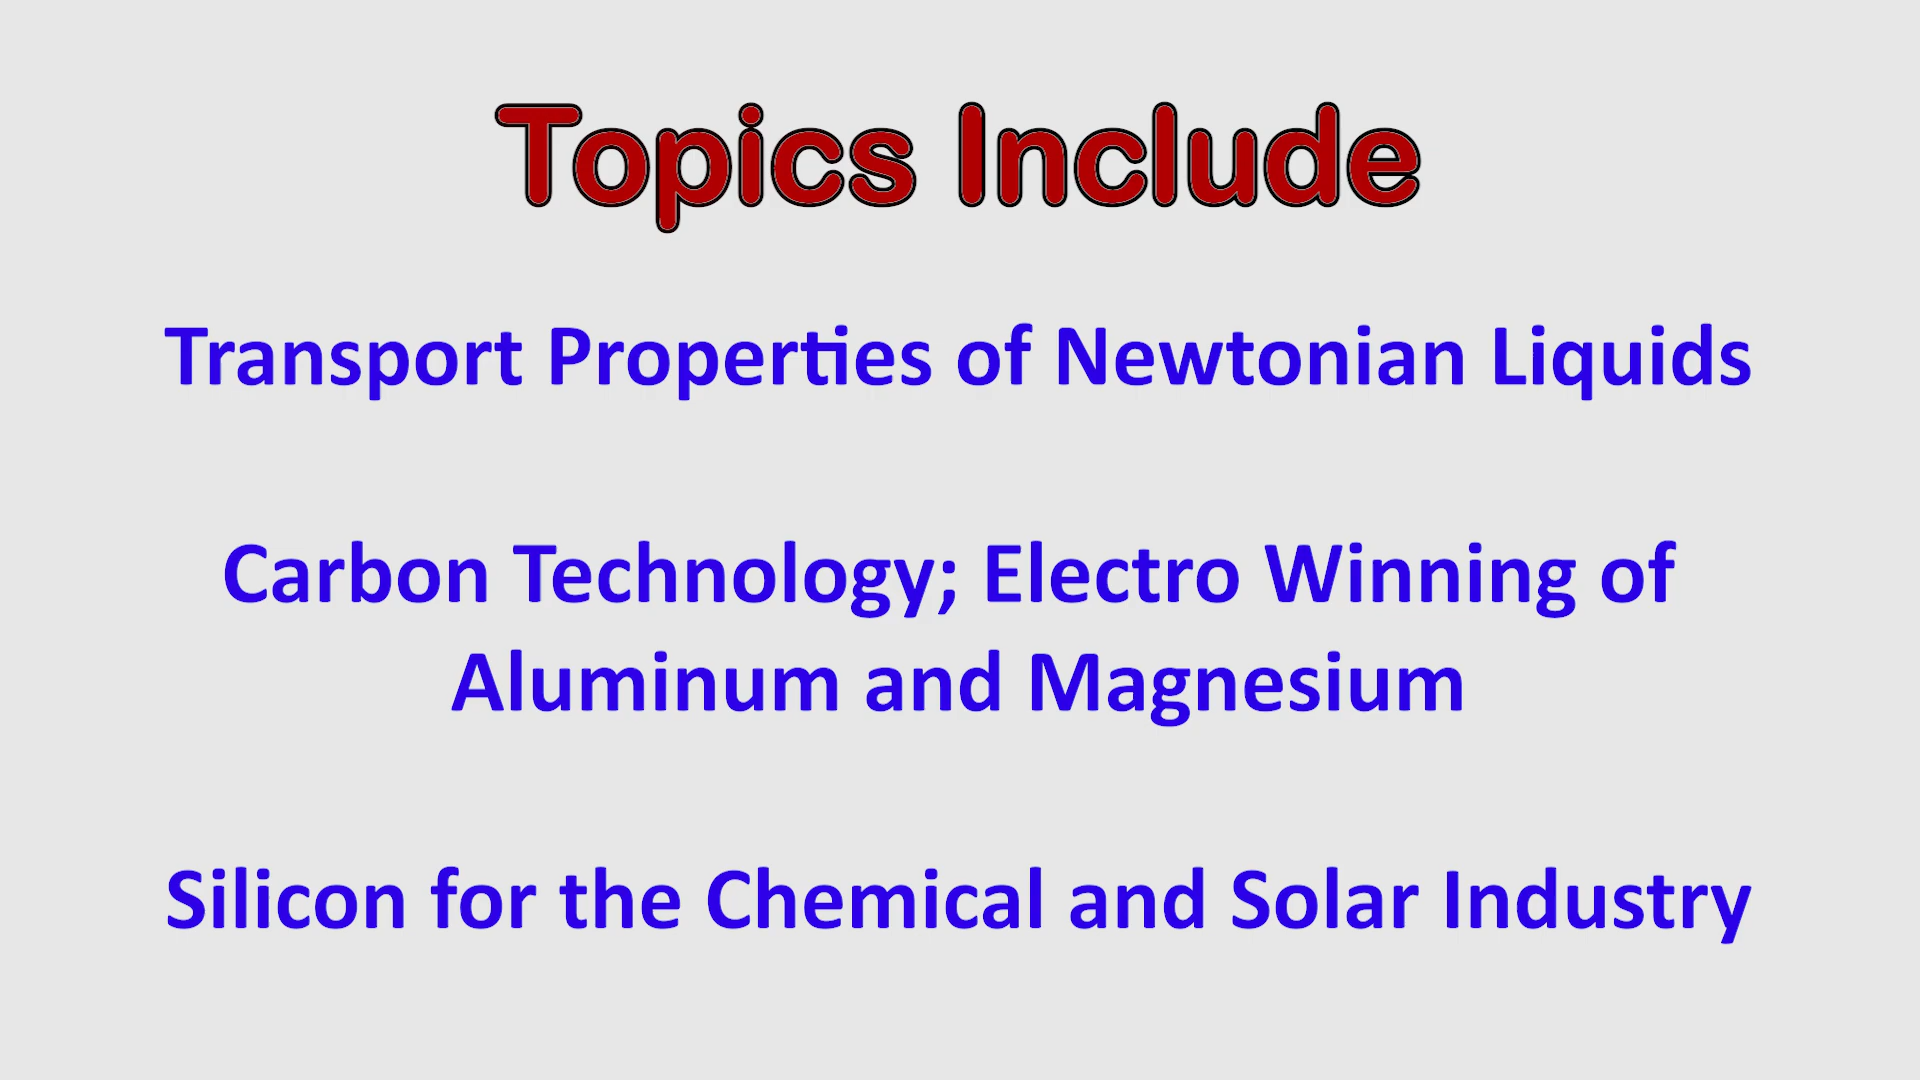 Topics Include
Transport Properties of Newtonian Liquids
Carbon Technology; Electro Winning of
Aluminum and Magnesium
Silicon for the Chemical and Solar Industry